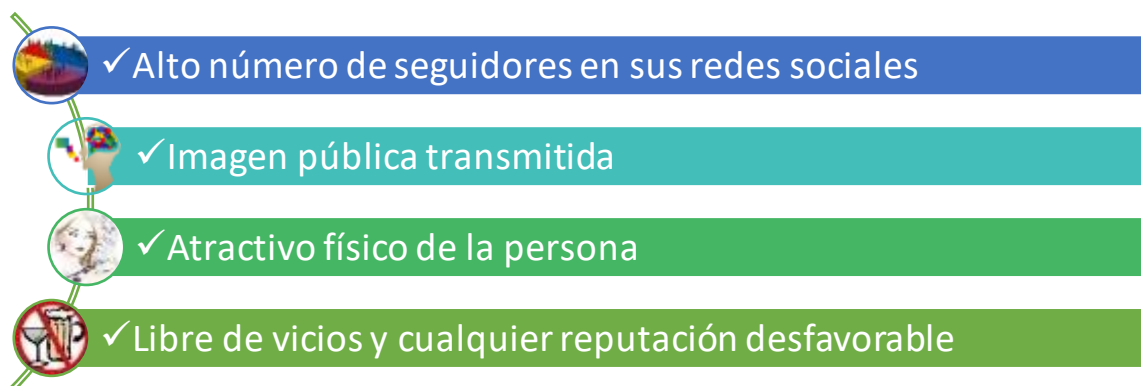 ✓Alto número de seguidores en sus redes sociales
✓Imagen pública transmitida
✓Atractivo físico de la persona
✓Libre de vicios y cualquier reputación desfavorable